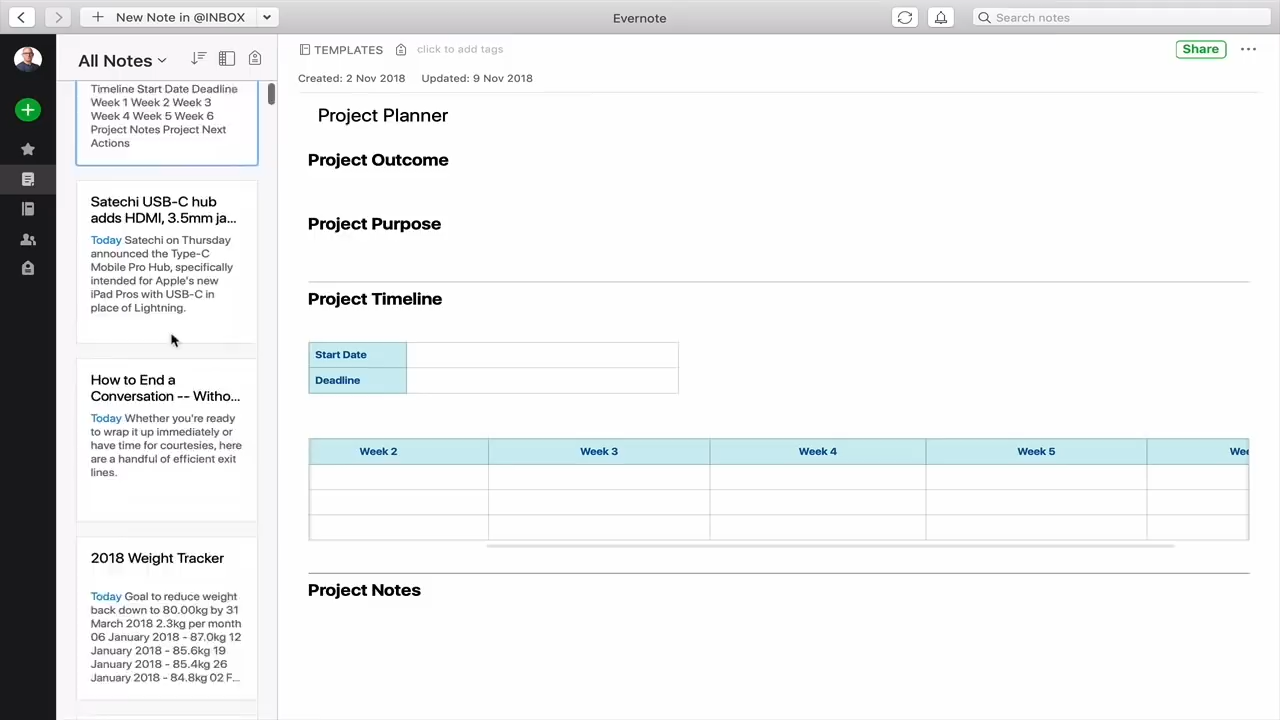 New Note in @INBOX
Evernote
Search notes
All Notes
Timeline Start Date Deadline
Week 1 Week 2 Week 3
Week 4 Week 5 Week 6
Project Notes Project Next
Actions
Satechi USB-C hub
adds HDMI, 3.5mm ja...
Today Satechi on Thursday
announced the Type-C
Mobile Pro Hub, specifically
intended for Apple's new
iPad Pros with USB-C in
place of Lightning.
How to End a
Conversation -- Witho...
Today Whether you're ready
to wrap it up immediately or
have time for courtesies, here
are a handful of efficient exit
lines.
2018 Weight Tracker
Today Goal to reduce weight
back down to 80.00kg by 31
March 2018 2.3kg per month
06 January 2018 - 87.0kg 12
January 2018 - 85.6kg 19
January 2018 - 85.4kg 26
January 2018 - 84.8kg 02 F...
TEMPLATES click to add tags
Share
Created: 2 Nov 2018 Updated: 9 Nov 2018
Project Planner
Project Outcome
Project Purpose
Project Timeline
Start Date
Deadline
Week 2 Week 3 Week 4 Week 5 Wee
Project Notes